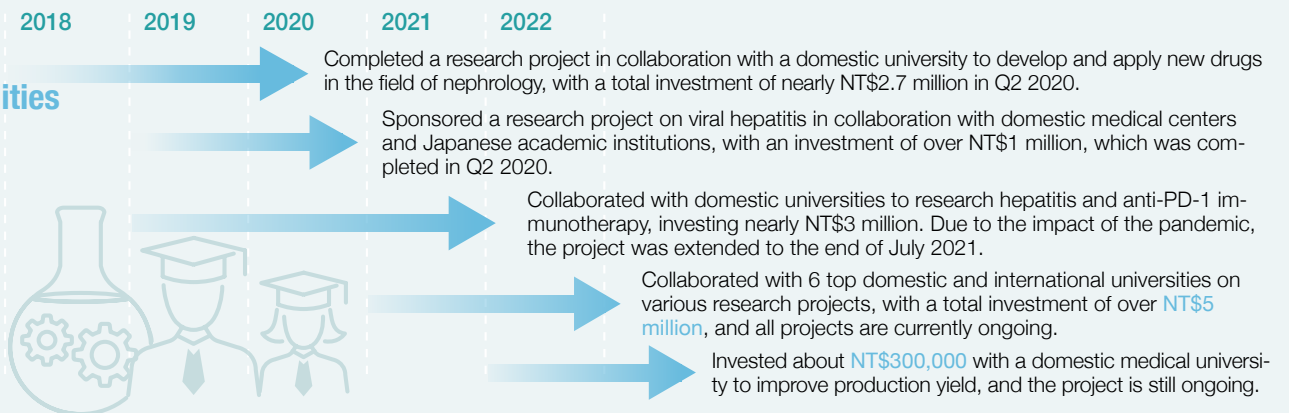 2018 2019 2020 2021 2022
Completed a research project in collaboration with a domestic university to develop and apply new drugs
in the field of nephrology, with a total investment of nearly NT$2.7 million in Q2 2020.
ities
Sponsored a research project on viral hepatitis in collaboration with domestic medical centers
and Japanese academic institutions, with an investment of over NT$1 million, which was com-
pleted in Q2 2020.
Collaborated with domestic universities to research hepatitis and anti-PD-1 im-
munotherapy, investing nearly NT$3 million. Due to the impact of the pandemic,
the project was extended to the end of July 2021.
Collaborated with 6 top domestic and international universities on
various research projects, with a total investment of over NT$5
million, and all projects are currently ongoing.
Invested about NT$300,000 with a domestic medical universi-
ty to improve production yield, and the project is still ongoing.